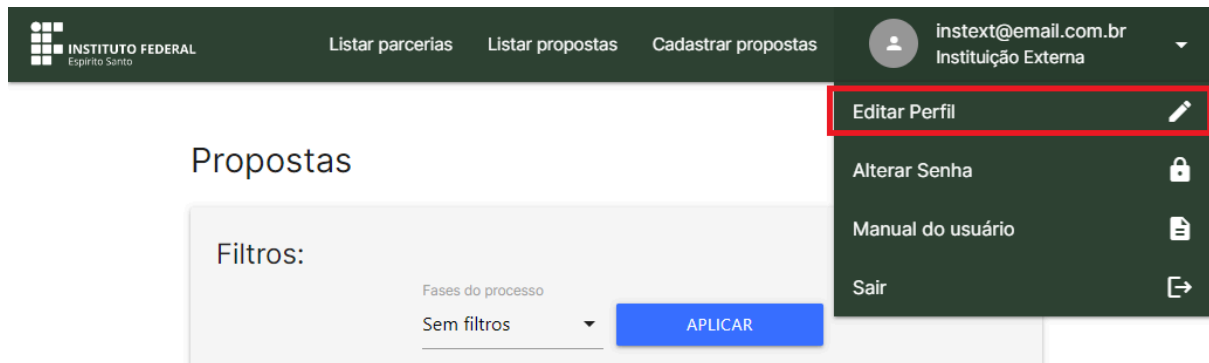 INSTITUTO FEDERAL
Espírito Santo
Listar parcerias
Listar propostas
Cadastrar propostas
instext@email.com.br
Instituição Externa
Editar Perfil
Alterar Senha
Manual do usuário
Sair
Propostas
Filtros:
Fases do processo
Sem filtros
APLICAR